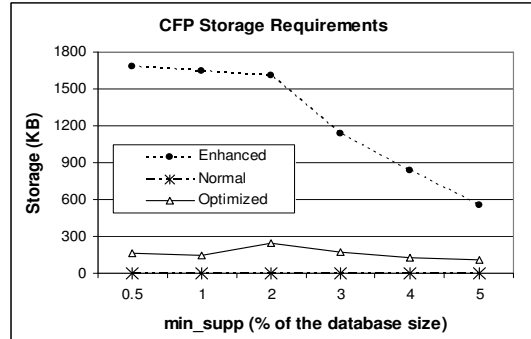 CFP Storage Requirements
1800
1500
1200
900
600
300
0
Storage (KB)
Enhanced
Normal
Optimized
0.5 1 2 3 4 5
min_supp (% of the database size)